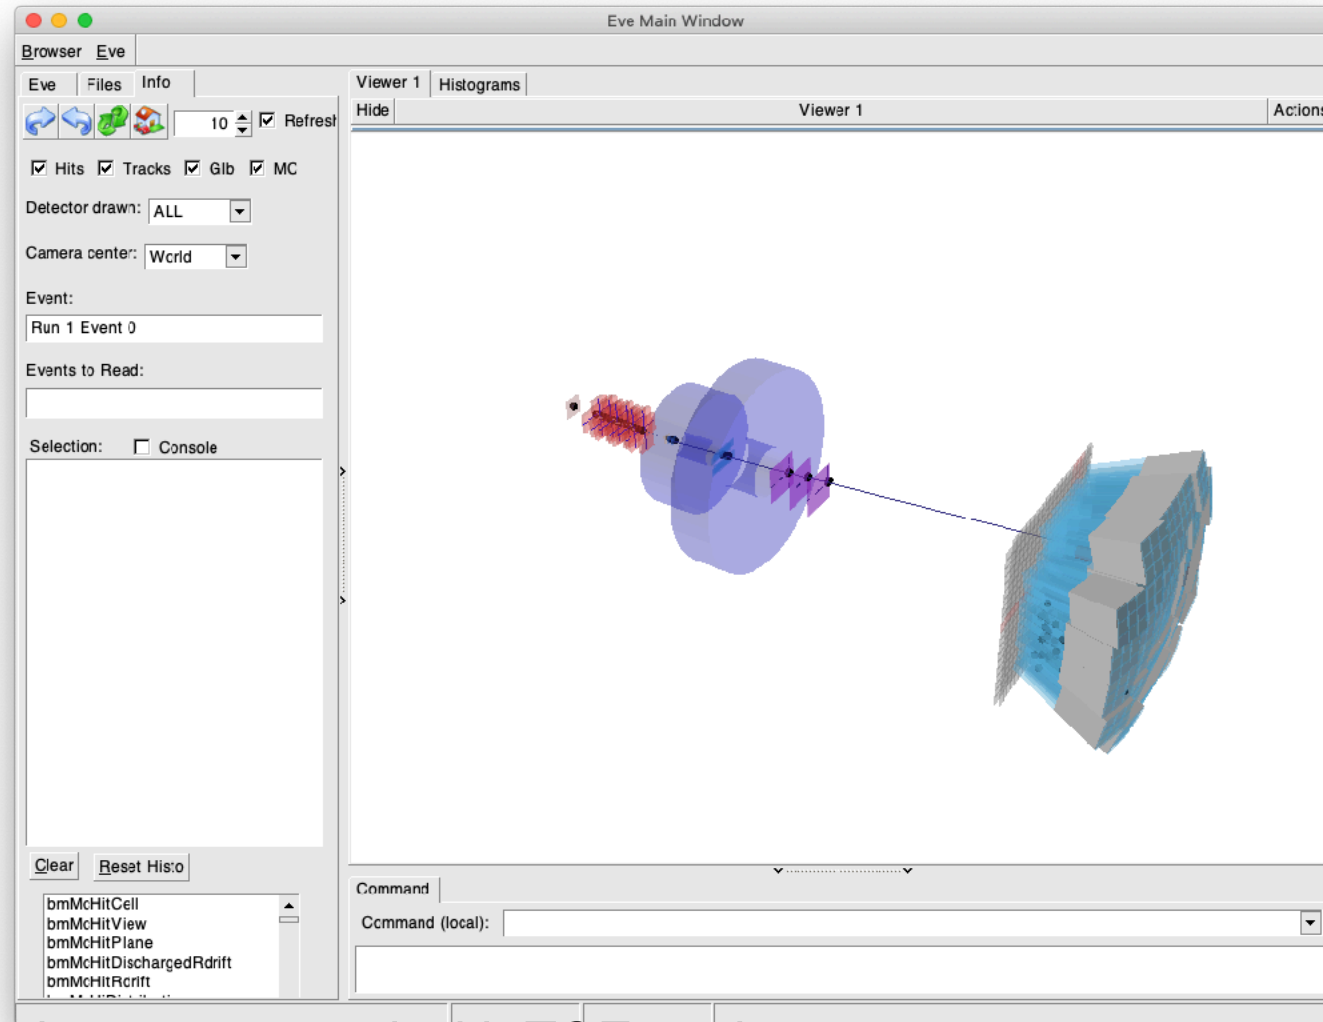 Eve Main Window
Browser Eve
Eve Files Info
Viewer 1 Histograms
10 Refresh
Hide Viewer 1 Actions
Hits Tracks Glb MC
Detector drawn: ALL
Camera center: World
Event:
Run 1 Event 0
Events to Read:
Selection: Console
Clear Reset Histo
Command
Command (local):
bmMcHitCell
bmMcHitView
bmMcHitPlane
bmMcHitDischargedRdrift
bmMcHitRdrift